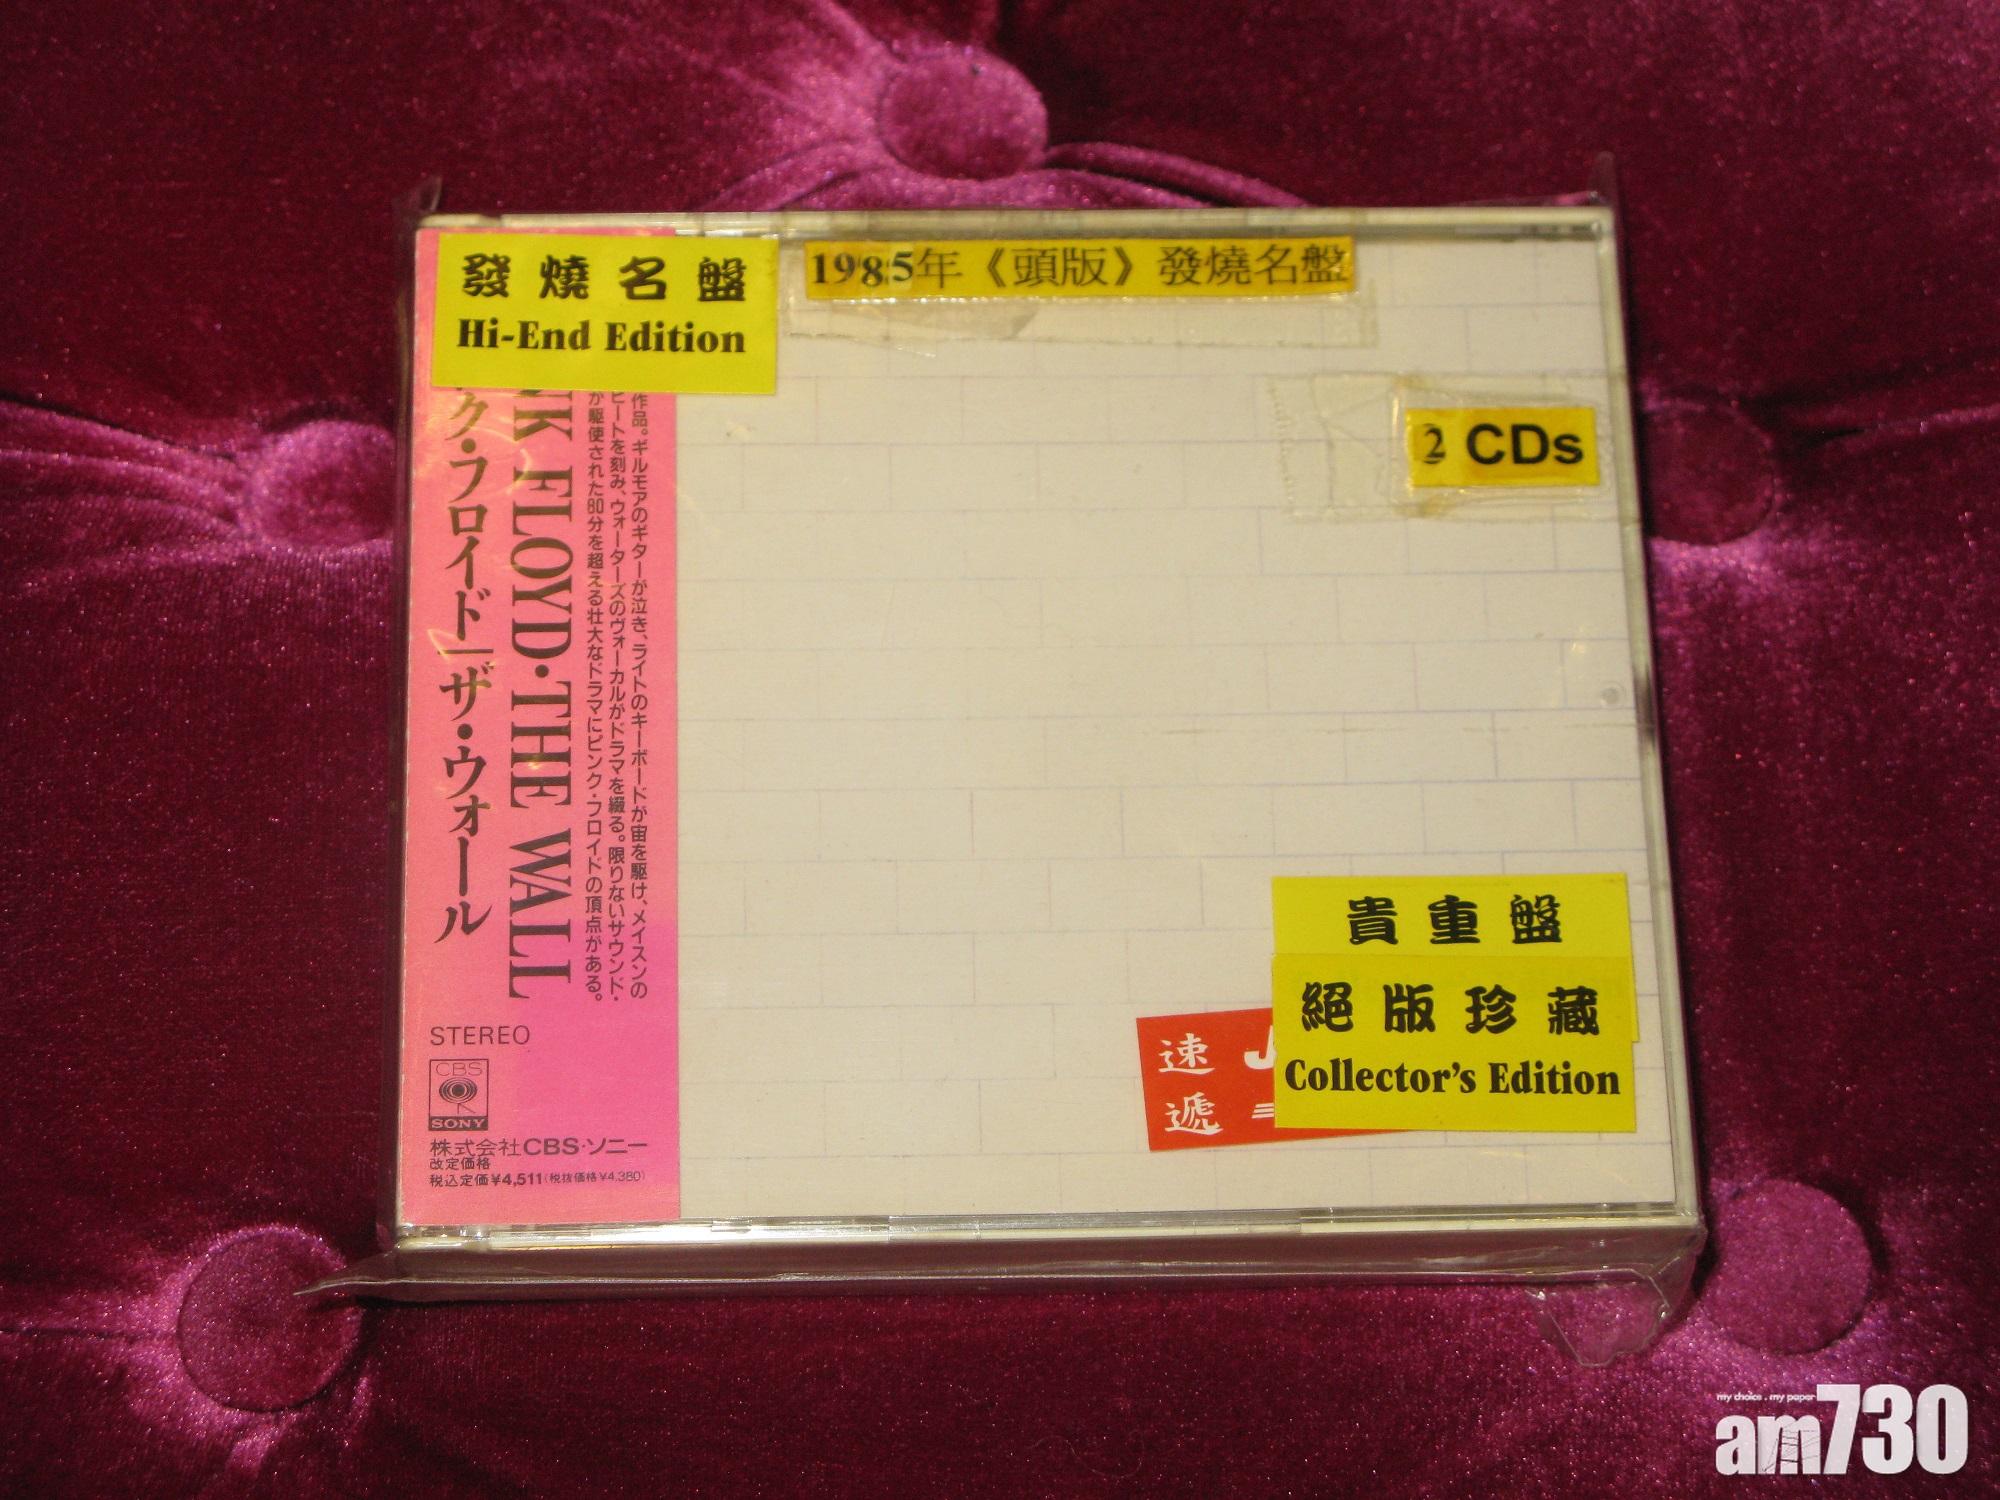 發燒名盤
Hi-End Edition
1985年《頭版》發燒名盤
2 CDs
作品。ギルモアのギターが泣き、ライトのキーボードが宙を駆け、メイスンの
ビートを刻み、ウォーターズのヴォーカルがドラマを綴る。限りないサウンド・
が駆使された80分を超える壮大なドラマにピンク・フロイドの頂点がある。
NK FLOYD・THE WALL
ク・フロイド/ザ・ウォール
STEREO
CBS
SONY
株式会社CBS・ソニー
改定価格
税込定価¥4,511(税抜価格¥4,380)
貴重盤
絕版珍藏
Collector's Edition
速 J
遞
my choice . my paper
am730